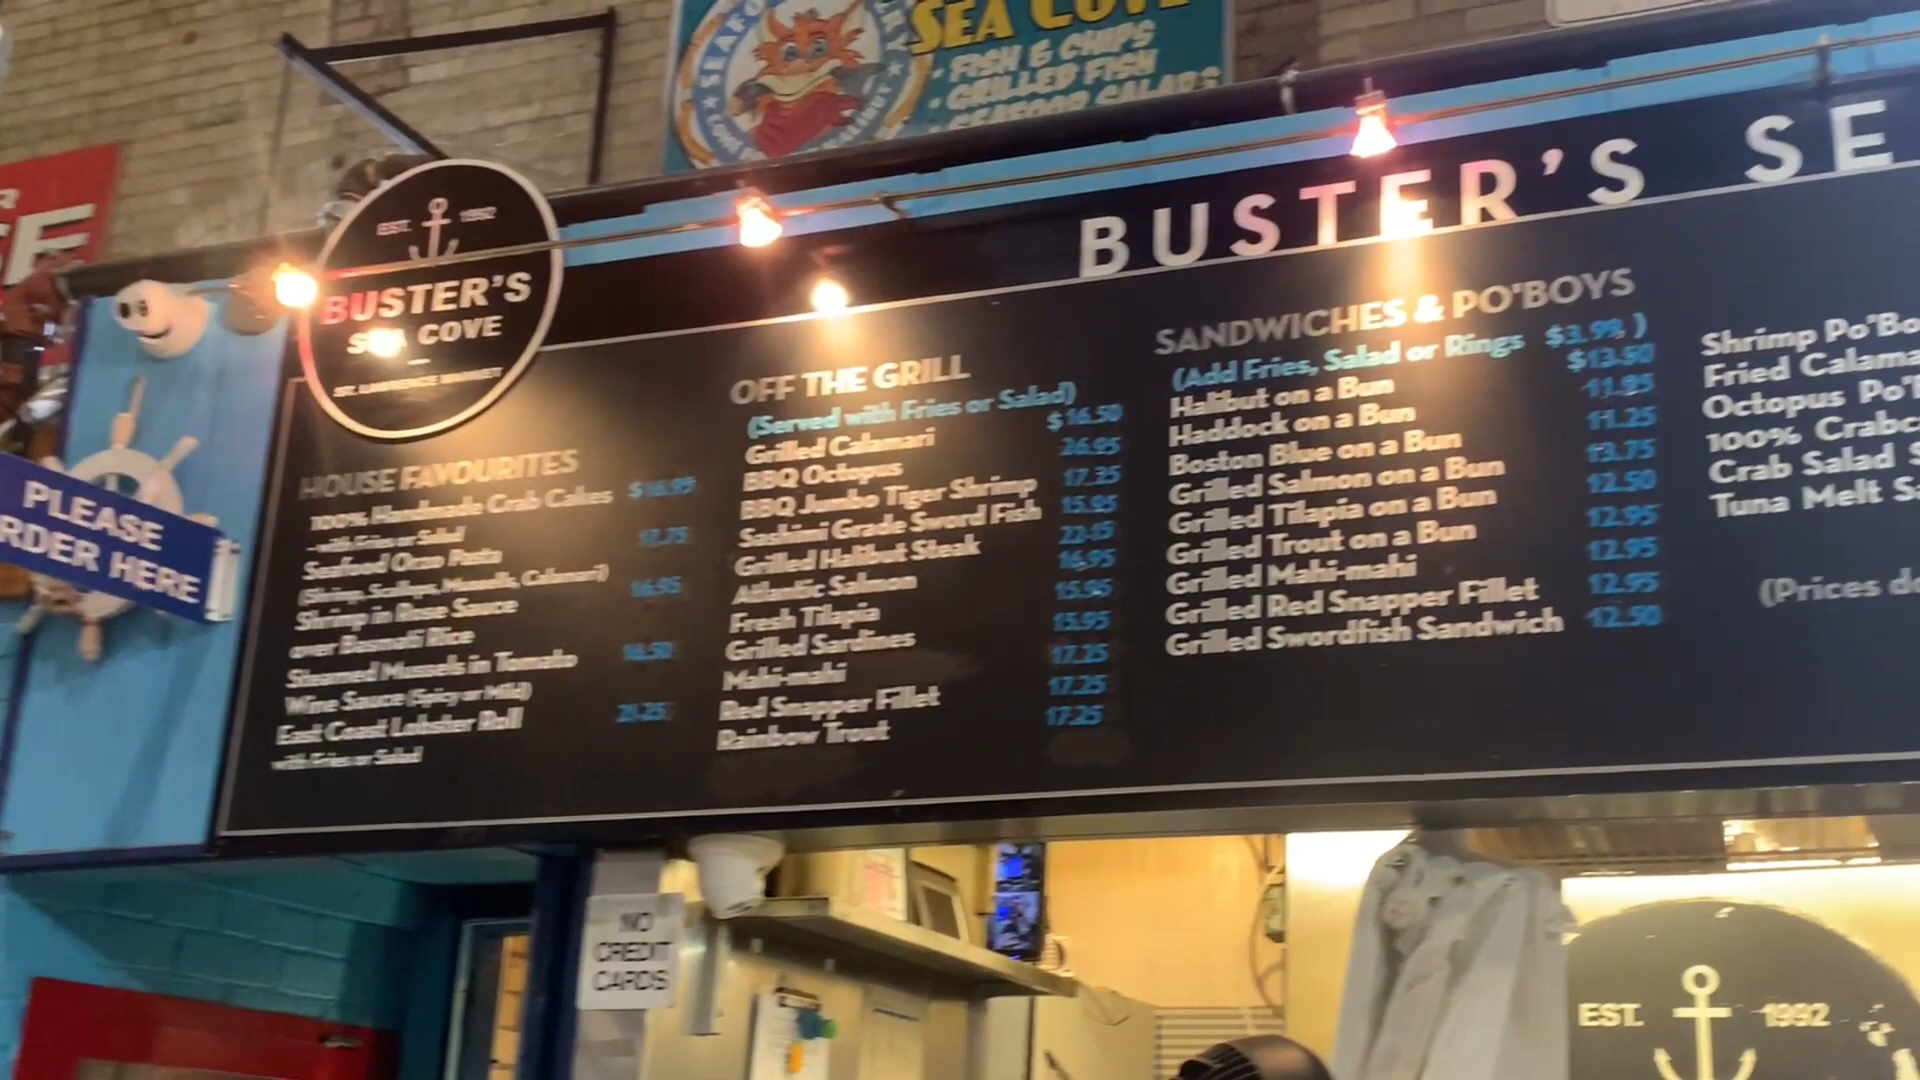 SEA COVE
• FISH & CHIPS
• GRILLED FISH
• SEAFOOD SALADS
EST. 1992
BUSTER'S
SEA COVE
ST. LAWRENCE MARKET
BUSTER'S SE
PLEASE
RDER HERE
HOUSE FAVOURITES
100% Handmade Crab Cakes
- with Fries or Salad
Seafood Orzo Pasta 17.75
(Shrimp, Scallops, Mussels, Calamari)
Shrimp in Rose Sauce 16.95
over Basmati Rice
Steamed Mussels in Tomato 18.50
Wine Sauce (Spicy or Mild)
East Coast Lobster Roll 21.25
with Fries or Salad
OFF THE GRILL
(Served with Fries or Salad)
Grilled Calamari $16.50
BBQ Octopus 26.95
BBQ Jumbo Tiger Shrimp 17.25
Sashimi Grade Sword Fish 15.95
Grilled Halibut Steak
Atlantic Salmon 16.95
Fresh Tilapia 15.95
Grilled Sardines 15.95
Mahi-mahi 17.25
Red Snapper Fillet 17.25
Rainbow Trout 17.25
SANDWICHES & PO'BOYS
(Add Fries, Salad or Rings $3.99 )
Halibut on a Bun $13.50
Haddock on a Bun 11.95
Boston Blue on a Bun 11.25
Grilled Salmon on a Bun 13.75
Grilled Tilapia on a Bun 12.50
Grilled Trout on a Bun 12.95
Grilled Mahi-mahi 12.95
Grilled Red Snapper Fillet 12.95
Grilled Swordfish Sandwich 12.50
Shrimp Po'Bo
Fried Calama
Octopus Po'
100% Crabc
Crab Salad S
Tuna Melt Sa
(Prices d
NO
CREDIT
CARDS
EST. 1992